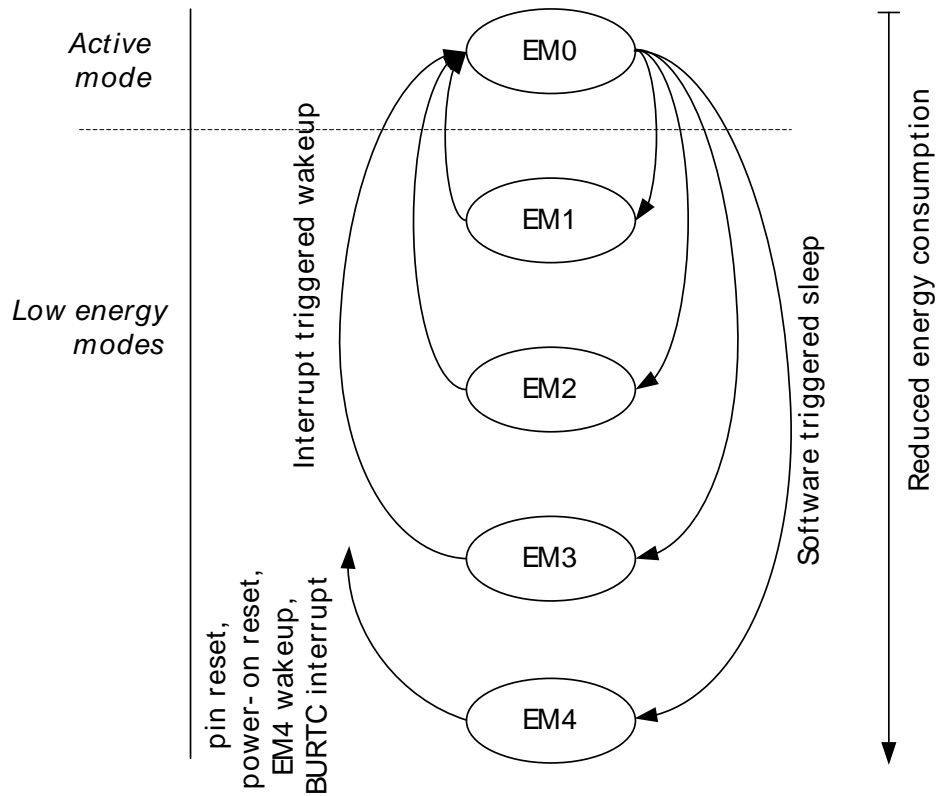 EM0
Active
mode
EM1
Low energy
modes
EM2
EM3
EM4
Interrupt triggered wakeup
pin reset,
power- on reset,
EM4 wakeup,
BURTC interrupt
Software triggered sleep
Reduced energy consumption